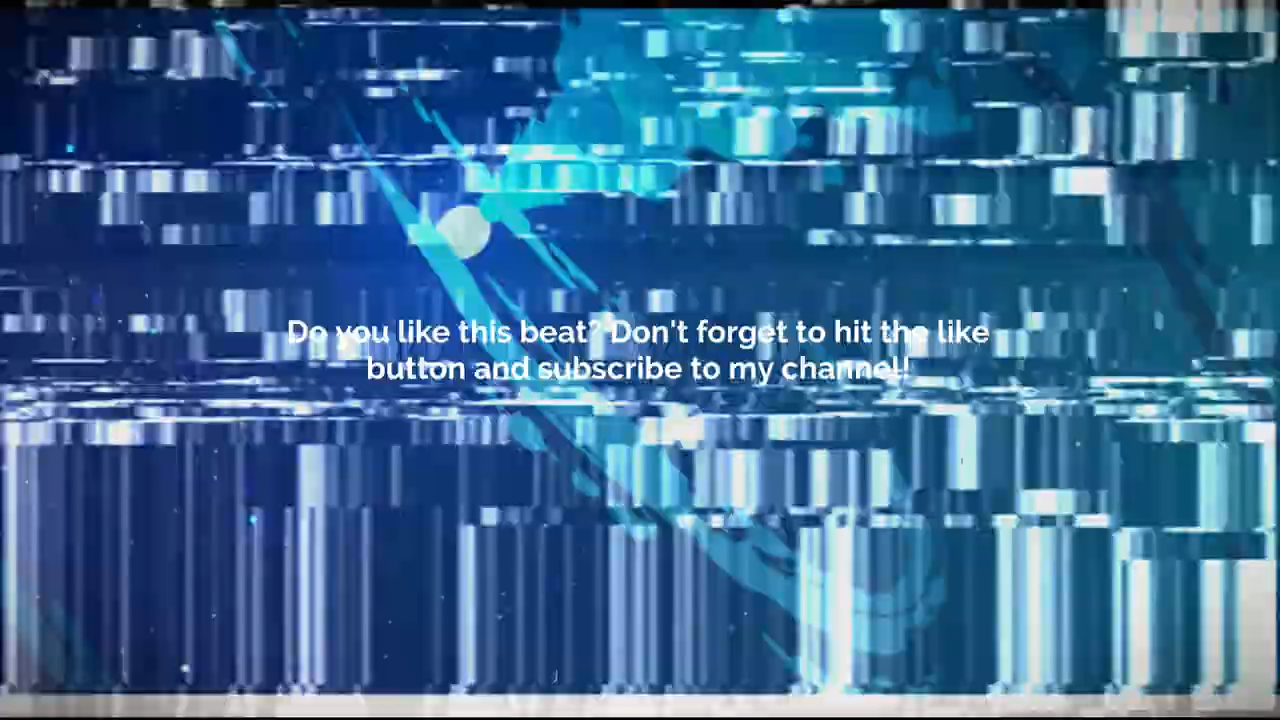 Do you like this beat? Don't forget to hit the like
button and subscribe to my channel!